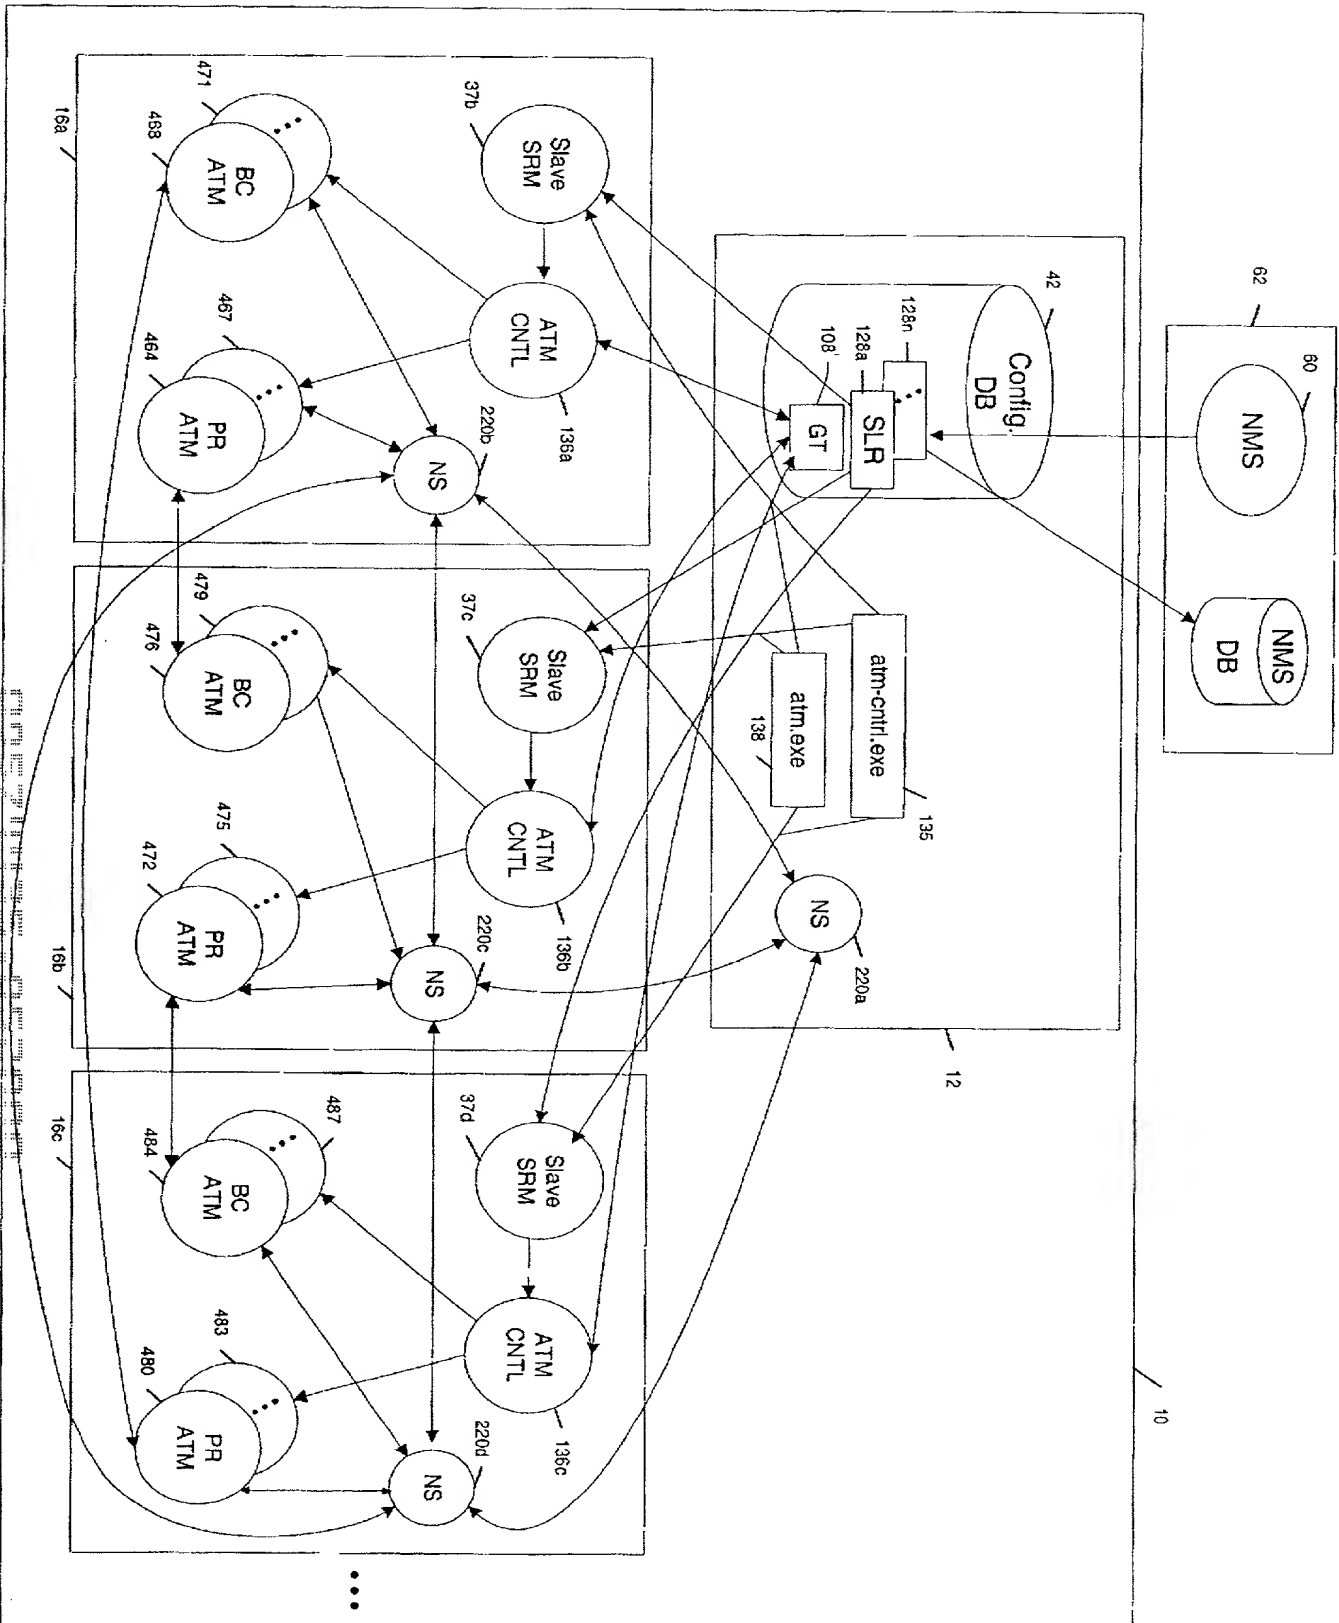 62
60
NMS
NMS
DB
10
12
42
Config.
DB
128n
128a
SLR
108'
GT
atm-cntrl.exe
135
atm.exe
138
NS
220a
37b
Slave
SRM
ATM
CNTL
136a
220b
NS
471
468
BC
ATM
467
464
PR
ATM
16a
37c
Slave
SRM
ATM
CNTL
136b
220c
NS
479
476
BC
ATM
475
472
PR
ATM
16b
37d
Slave
SRM
ATM
CNTL
136c
220d
NS
487
484
BC
ATM
483
480
PR
ATM
16c